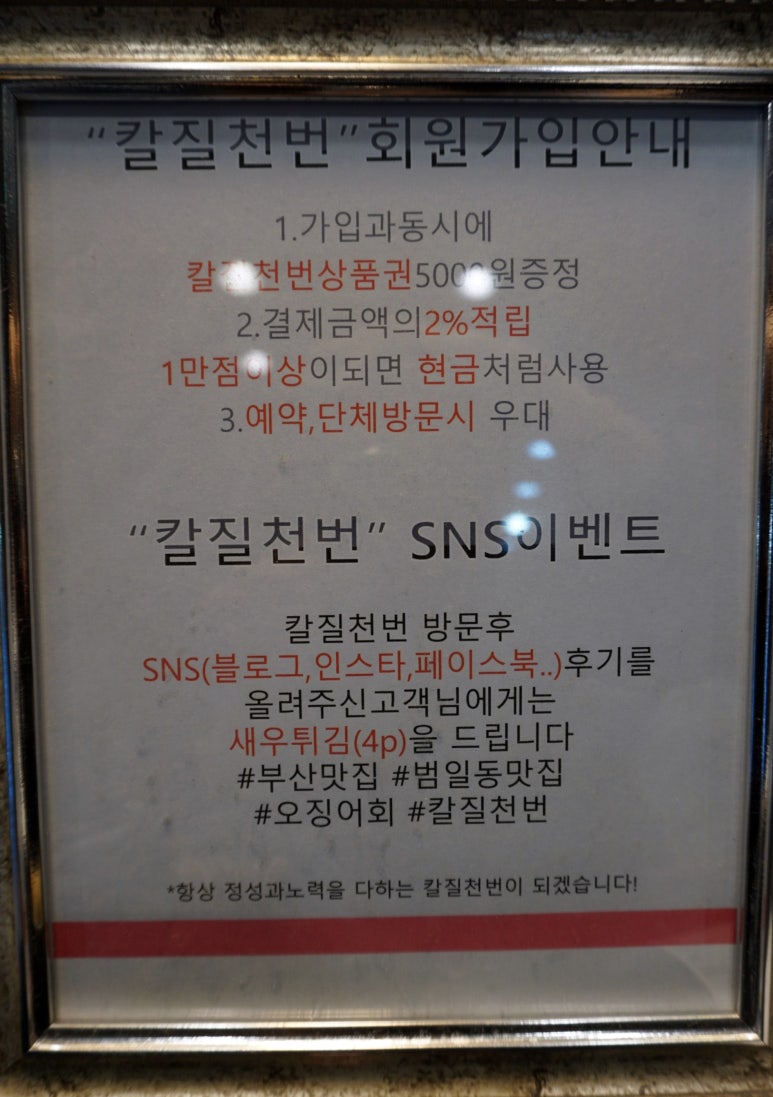 “칼질천번”회원가입안내
1.가입과동시에
칼질천번상품권5000원증정
2.결제금액의2%적립
1만점이상이되면 현금처럼사용
3.예약,단체방문시 우대
“칼질천번” SNS이벤트
칼질천번 방문후
SNS(블로그,인스타,페이스북..)후기를
올려주신고객님에게는
새우튀김(4p)을 드립니다
#부산맛집 #범일동맛집
#오징어회 #칼질천번
*항상 정성과노력을 다하는 칼질천번이 되겠습니다!